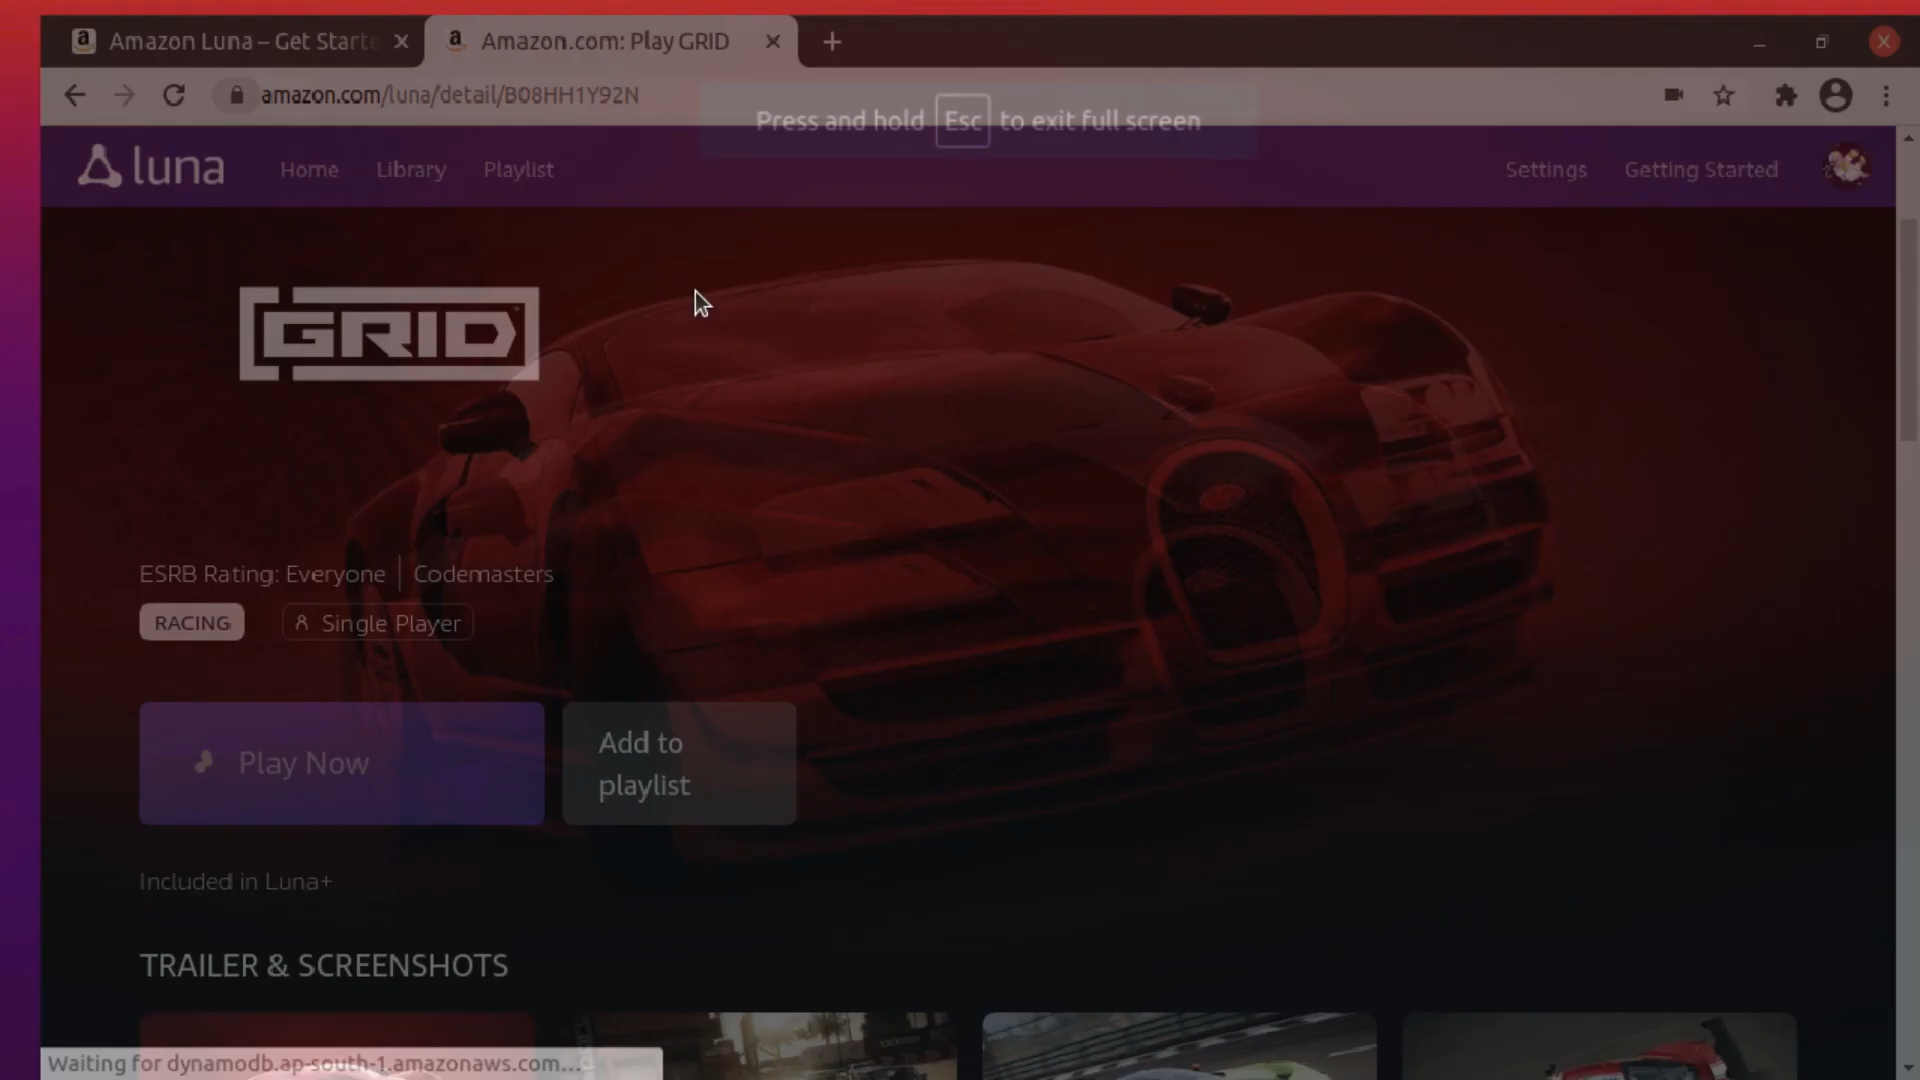 Amazon Luna – Get Starte
Amazon.com: Play GRID
amazon.com/luna/detail/B08HH1Y92N
Press and hold Esc to exit full screen
luna
Home
Library
Playlist
Settings
Getting Started
GRID
ESRB Rating: Everyone
Codemasters
RACING
Single Player
Play Now
Add to
playlist
Included in Luna+
TRAILER & SCREENSHOTS
Waiting for dynamodb.ap-south-1.amazonaws.com...